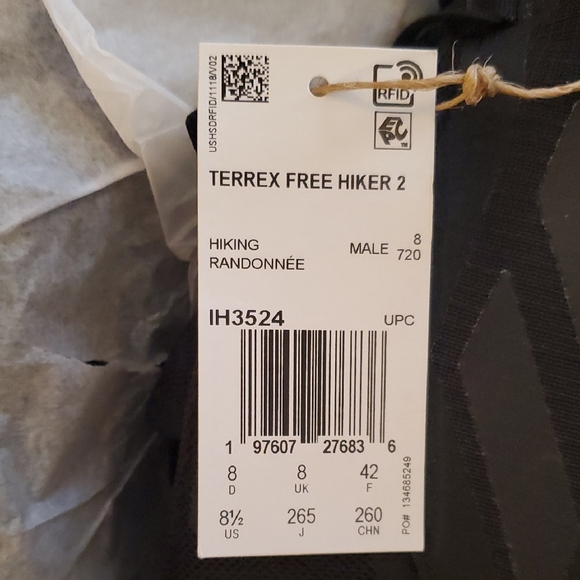 USHSDRFID/1118/V02
RFID
EPC™
TERREX FREE HIKER 2
HIKING
RANDONNÉE
MALE 8
720
IH3524 UPC
1 97607 27683 6
8 8 42
D UK F
8½ 265 260
US J CHN
PO# 134685249